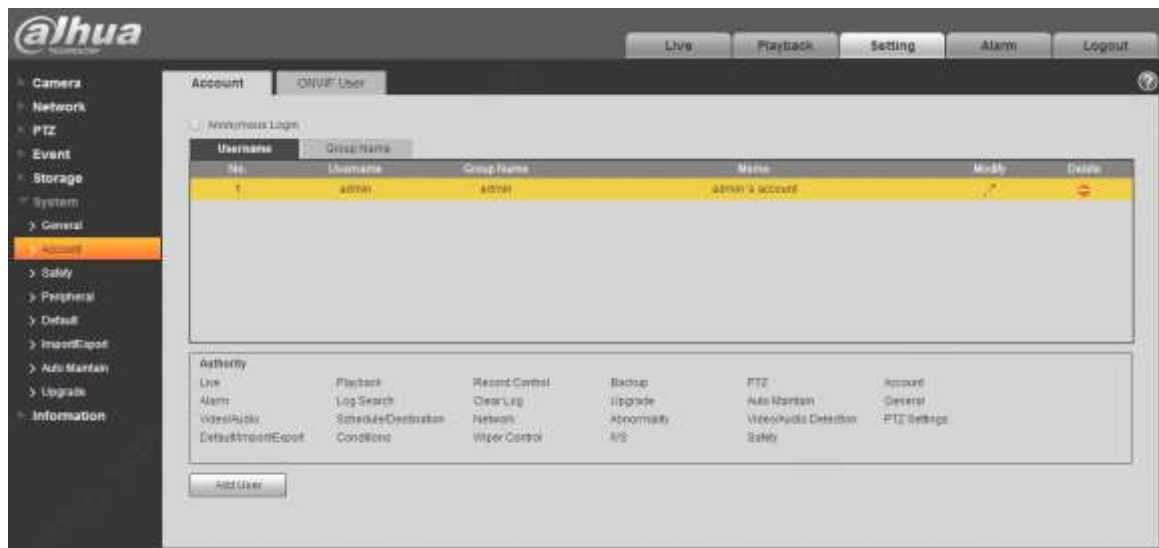 alhua
TECHNOLOGY
Live Playback Setting Alarm Logout
Camera
Network
PTZ
Event
Storage
System
General
Account
Safety
Peripheral
Default
Import/Export
Auto Maintain
Upgrade
Information
Account ONVIF User
Anonymous Login
Username Group Name
No. Username Group Name Memo Modify Delete
1 admin admin admin 's account
Authority
Live Playback Record Control Backup PTZ Account
Alarm Log Search Clear Log Upgrade Auto Maintain General
Video/Audio Schedule/Destination Network Abnormality Video/Audio Detection PTZ Settings
Default/Import/Export Conditions Wiper Control IVS Safety
Add User